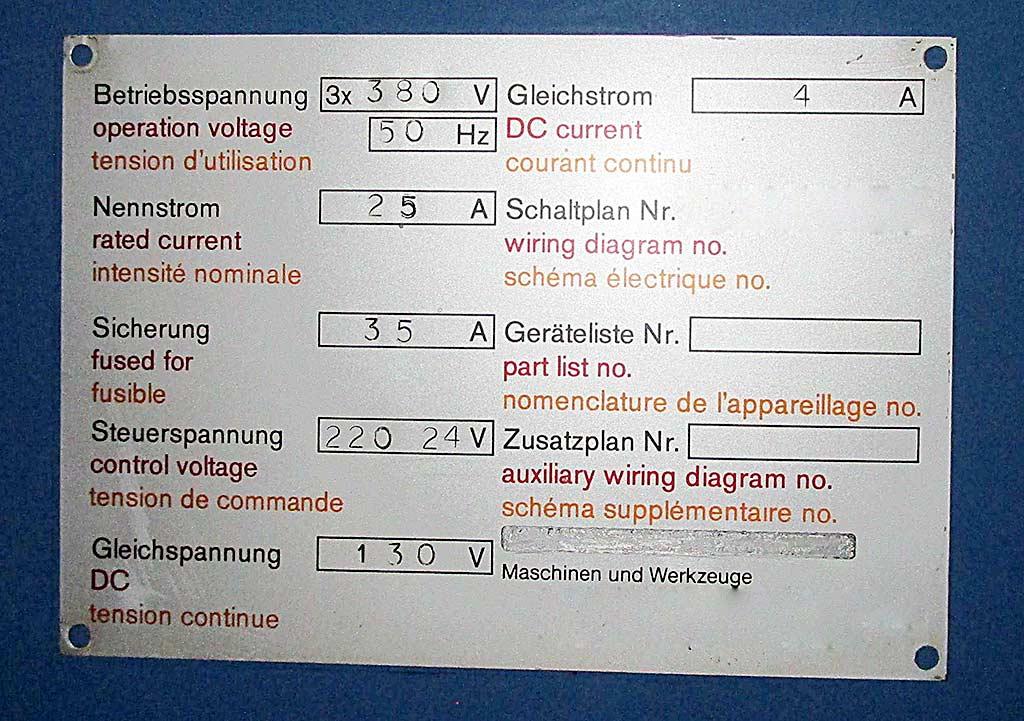 Betriebsspannung 3x 380 V
operation voltage 50 Hz
tension d'utilisation
Nennstrom 25 A
rated current
intensité nominale
Sicherung 35 A
fused for
fusible
Steuerspannung 220 24 V
control voltage
tension de commande
Gleichspannung 130 V
DC
tension continue
Gleichstrom 4 A
DC current
courant continu
Schaltplan Nr.
wiring diagram no.
schéma électrique no.
Geräteliste Nr.
part list no.
nomenclature de l'appareillage no.
Zusatzplan Nr.
auxiliary wiring diagram no.
schéma supplémentaire no.
Maschinen und Werkzeuge